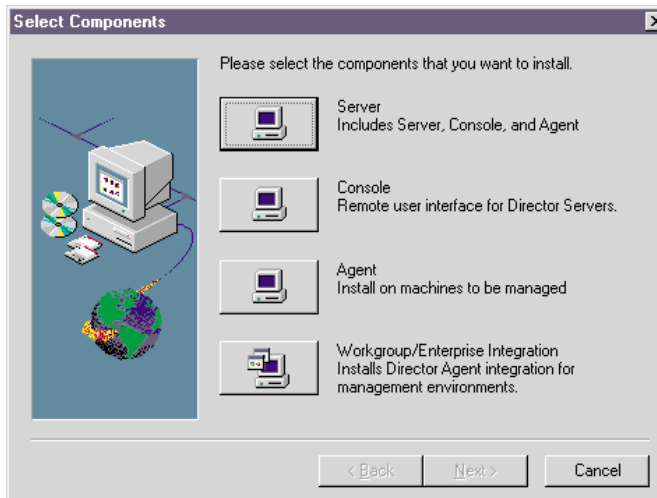 Select Components
Please select the components that you want to install.
Server
Includes Server, Console, and Agent
Console
Remote user interface for Director Servers.
Agent
Install on machines to be managed
Workgroup/Enterprise Integration
Installs Director Agent integration for
management environments.
< Back
Next >
Cancel